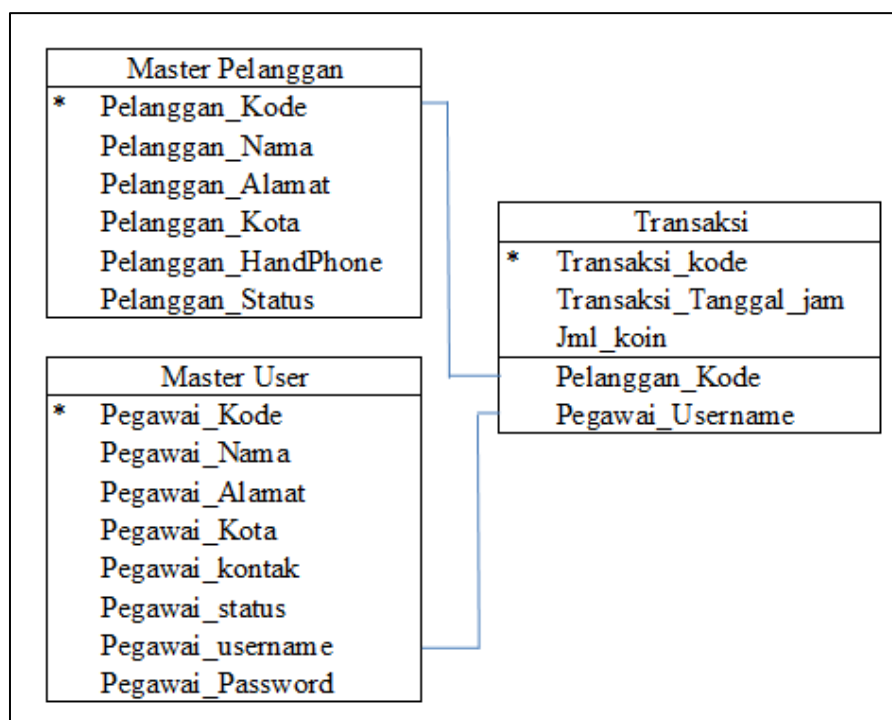 Master Pelanggan
* Pelanggan_Kode
Pelanggan_Nama
Pelanggan_Alamat
Pelanggan_Kota
Pelanggan_HandPhone
Pelanggan_Status
Master User
* Pegawai_Kode
Pegawai_Nama
Pegawai_Alamat
Pegawai_Kota
Pegawai_kontak
Pegawai_status
Pegawai_username
Pegawai_Password
Transaksi
* Transaksi_kode
Transaksi_Tanggal_jam
Jml_koin
Pelanggan_Kode
Pegawai_Username